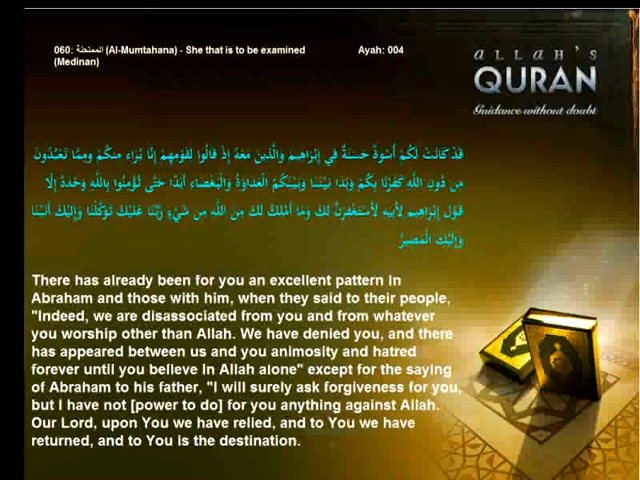 060: الممتحنة (Al-Mumtahana) - She that is to be examined Ayah: 004
(Medinan)
ALLAH'S
QURAN
Guidance without doubt
قَدْ كَانَتْ لَكُمْ أُسْوَةٌ حَسَنَةٌ فِي إِبْرَاهِيمَ وَالَّذِينَ مَعَهُ إِذْ قَالُوا لِقَوْمِهِمْ إِنَّا بُرَآءُ مِنكُمْ وَمِمَّا تَعْبُدُونَ
مِن دُونِ اللَّهِ كَفَرْنَا بِكُمْ وَبَدَا بَيْنَنَا وَبَيْنَكُمُ الْعَدَاوَةُ وَالْبَغْضَاء أَبَدًا حَتَّى تُؤْمِنُوا بِاللَّهِ وَحْدَهُ إِلَّا
قَوْلَ إِبْرَاهِيمَ لِأَبِيهِ لَأَسْتَغْفِرَنَّ لَكَ وَمَا أَمْلِكُ لَكَ مِنَ اللَّهِ مِن شَيْءٍ رَّبَّنَا عَلَيْكَ تَوَكَّلْنَا وَإِلَيْكَ أَنَبْنَا
وَإِلَيْكَ الْمَصِيرُ
There has already been for you an excellent pattern in
Abraham and those with him, when they said to their people,
"Indeed, we are disassociated from you and from whatever
you worship other than Allah. We have denied you, and there
has appeared between us and you animosity and hatred
forever until you believe in Allah alone" except for the saying
of Abraham to his father, "I will surely ask forgiveness for you,
but I have not [power to do] for you anything against Allah.
Our Lord, upon You we have relied, and to You we have
returned, and to You is the destination.